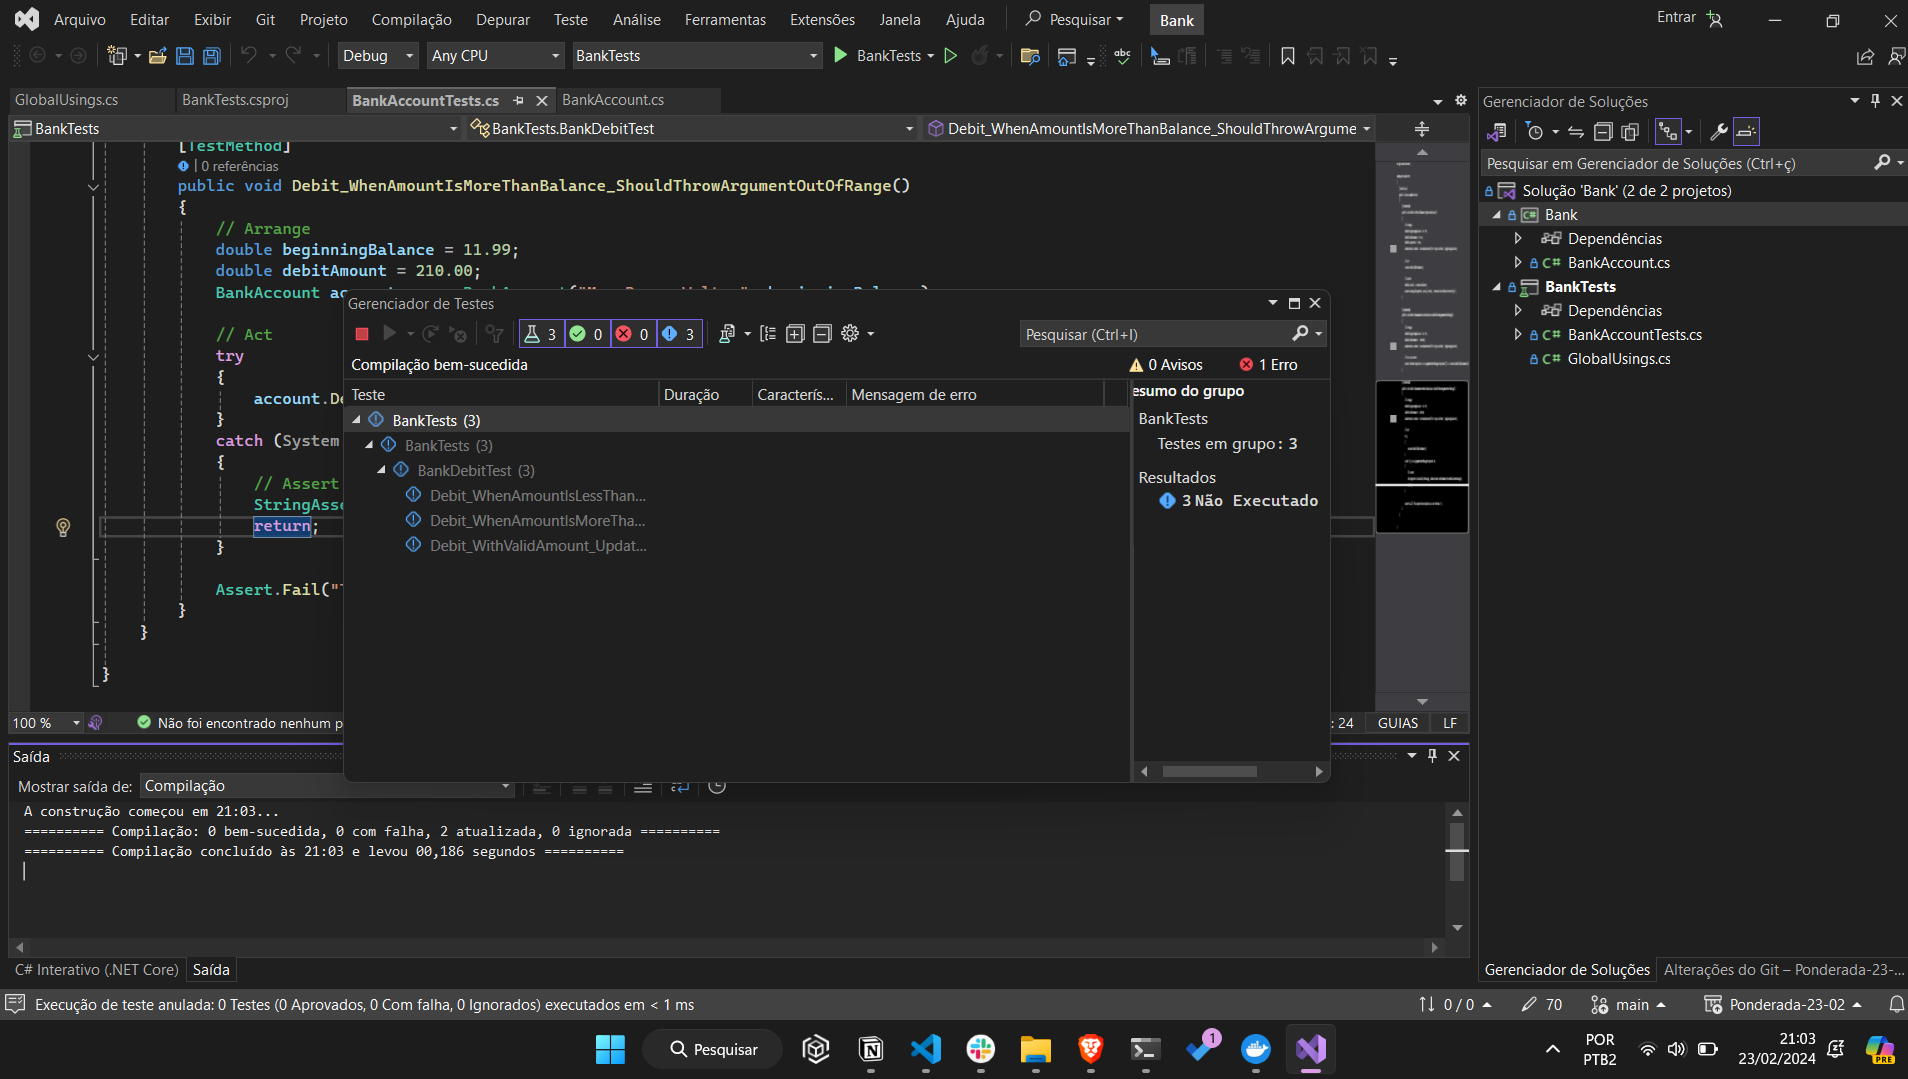 Arquivo Editar Exibir Git Projeto Compilação Depurar Teste Análise Ferramentas Extensões Janela Ajuda Pesquisar Bank Entrar
Debug Any CPU BankTests BankTests
GlobalUsings.cs BankTests.csproj BankAccountTests.cs BankAccount.cs
BankTests BankTests.BankDebitTest Debit_WhenAmountIsMoreThanBalance_ShouldThrowArgume
[TestMethod]
| 0 referências
public void Debit_WhenAmountIsMoreThanBalance_ShouldThrowArgumentOutOfRange()
{
// Arrange
double beginningBalance = 11.99;
double debitAmount = 210.00;
BankAccount
// Act
try
{
account.De
}
catch (System
{
// Assert
StringAsse
return;
}
Assert.Fail("
}
}
}
Gerenciador de Testes
3 0 0 3
Pesquisar (Ctrl+I)
Compilação bem-sucedida
0 Avisos 1 Erro
Teste Duração Caracterís... Mensagem de erro
BankTests (3)
BankTests (3)
BankDebitTest (3)
Debit_WhenAmountIsLessThan...
Debit_WhenAmountIsMoreTha...
Debit_WithValidAmount_Updat...
esumo do grupo
BankTests
Testes em grupo: 3
Resultados
3 Não Executado
100 % Não foi encontrado nenhum p
: 24 GUIAS LF
Saída
Mostrar saída de: Compilação
A construção começou em 21:03...
========== Compilação: 0 bem-sucedida, 0 com falha, 2 atualizada, 0 ignorada ==========
========== Compilação concluído às 21:03 e levou 00,186 segundos ==========
C# Interativo (.NET Core) Saída
Gerenciador de Soluções
Pesquisar em Gerenciador de Soluções (Ctrl+ç)
Solução 'Bank' (2 de 2 projetos)
C# Bank
Dependências
C# BankAccount.cs
BankTests
Dependências
C# BankAccountTests.cs
C# GlobalUsings.cs
Gerenciador de Soluções Alterações do Git – Ponderada-23-...
Execução de teste anulada: 0 Testes (0 Aprovados, 0 Com falha, 0 Ignorados) executados em < 1 ms
0 / 0 70 main Ponderada-23-02
Pesquisar
1
POR
PTB2
21:03
23/02/2024
PRE